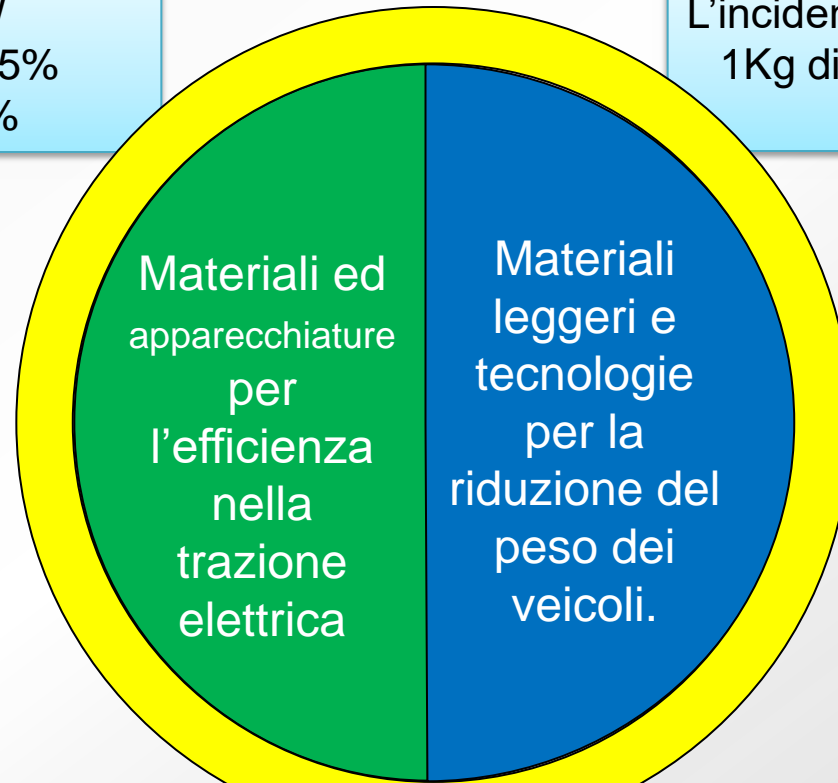 5%
%
L'inciden
1Kg di
Materiali ed
apparecchiature
per
l'efficienza
nella
trazione
elettrica
Materiali
leggeri e
tecnologie
per la
riduzione del
peso dei
veicoli.